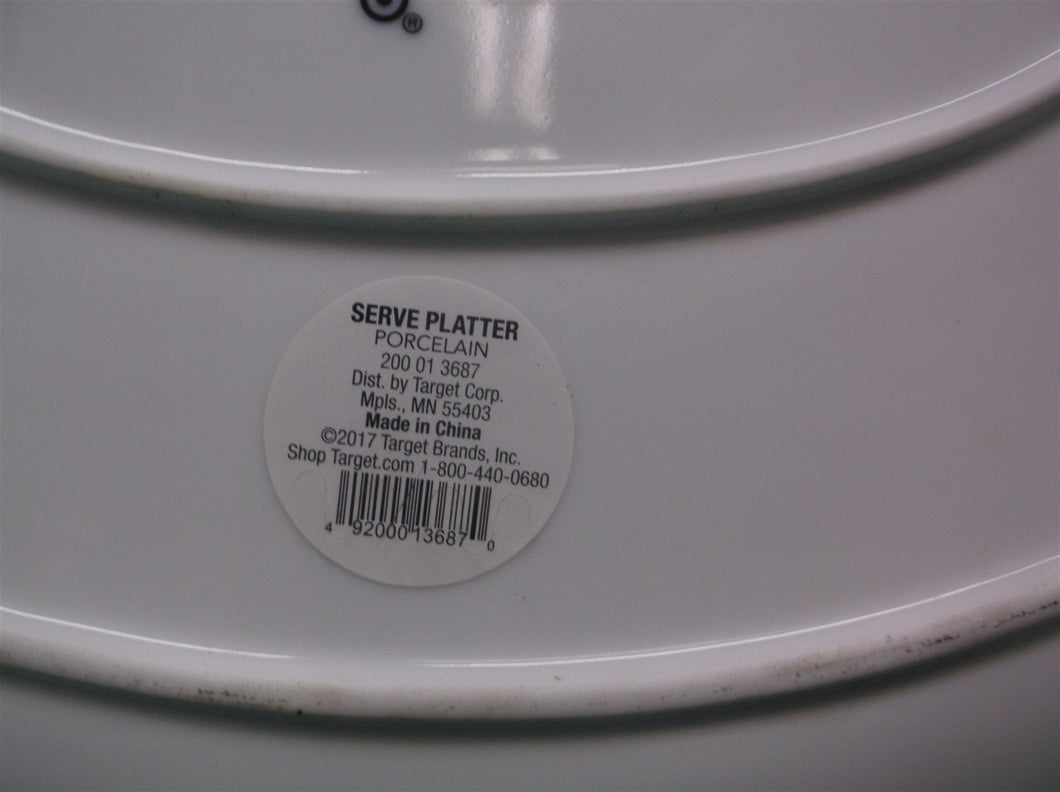 ®
SERVE PLATTER
PORCELAIN
200 01 3687
Dist. by Target Corp.
Mpls., MN 55403
Made in China
©2017 Target Brands, Inc.
Shop Target.com 1-800-440-0680
4 92000 13687 0